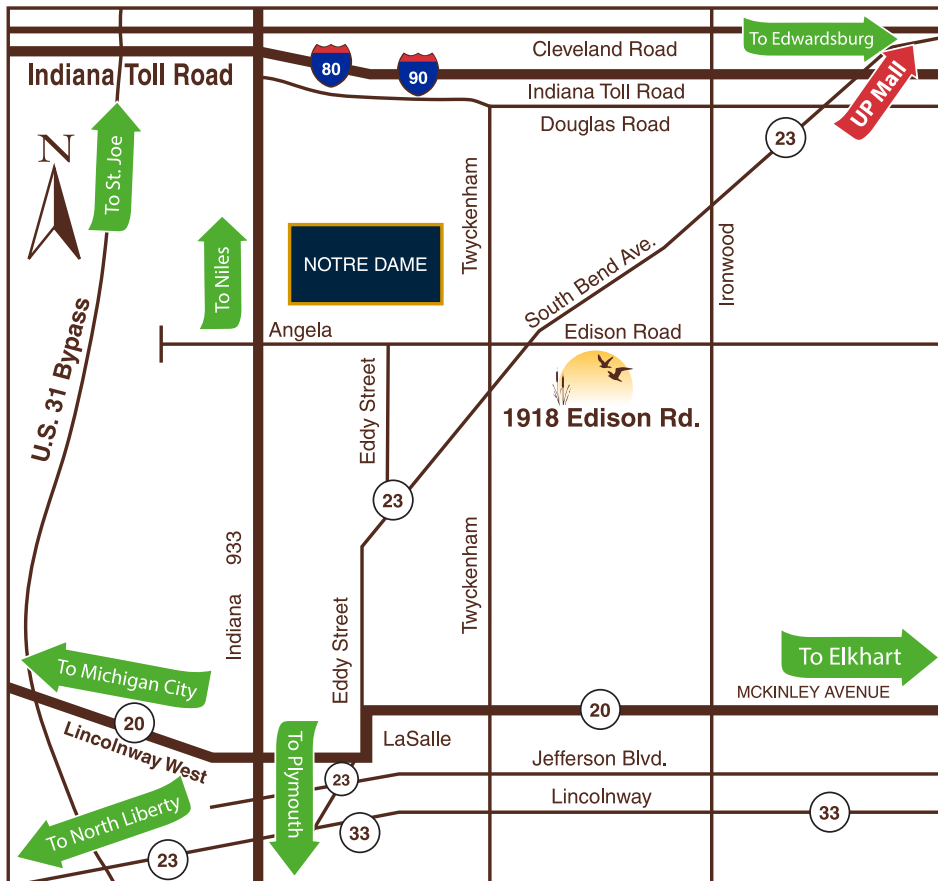 To Edwardsburg
Cleveland Road
80
90
Indiana Toll Road
UP Mall
Indiana Toll Road
Douglas Road
23
N
To St. Joe
Twyckenham
Ironwood
To Niles
NOTRE DAME
South Bend Ave.
Angela
Edison Road
U.S. 31 Bypass
Eddy Street
1918 Edison Rd.
23
Indiana 933
Twyckenham
Eddy Street
To Michigan City
To Elkhart
MCKINLEY AVENUE
20
20
Lincolnway West
LaSalle
To Plymouth
Jefferson Blvd.
23
Lincolnway
To North Liberty
33
33
23